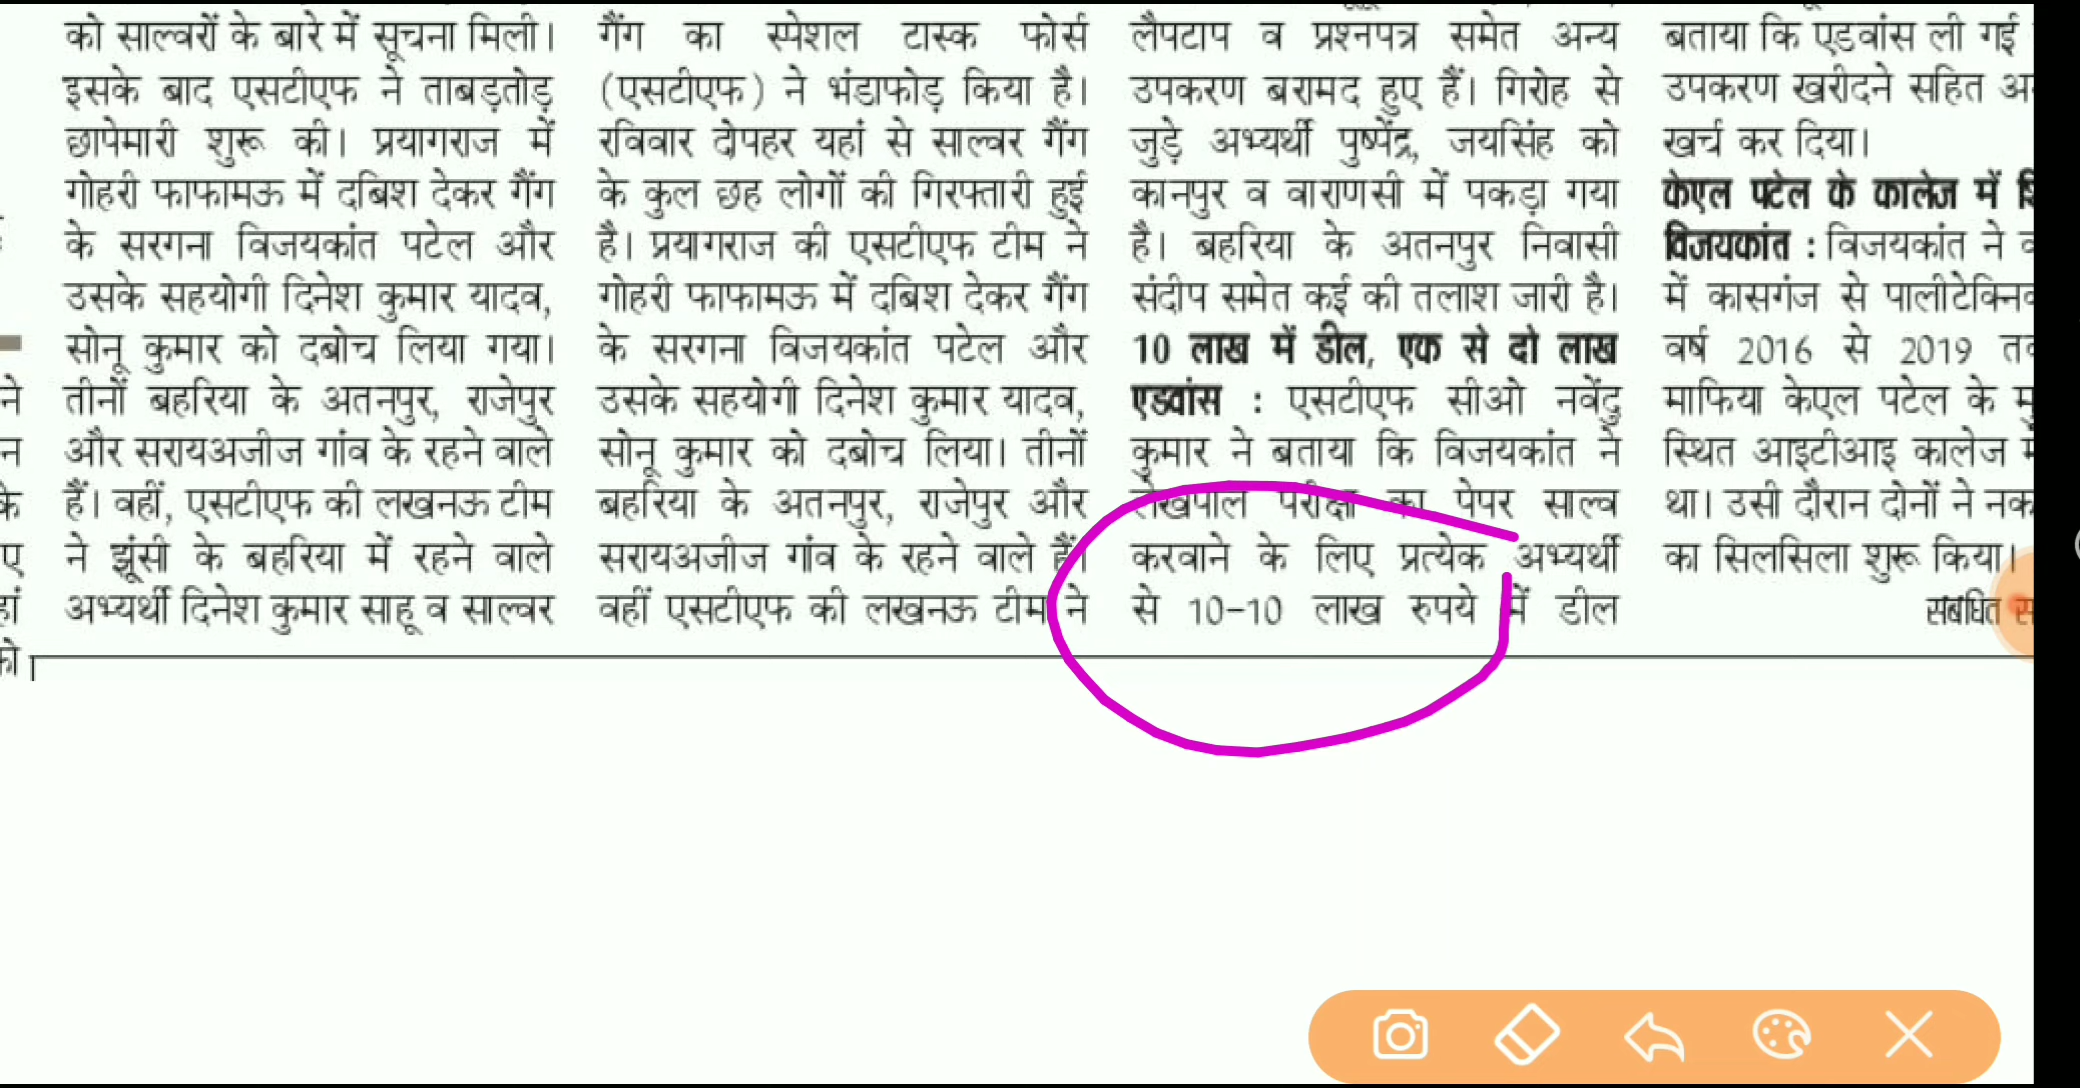 को साल्वरों के बारे में सूचना मिली।
इसके बाद एसटीएफ ने ताबड़तोड़
छापेमारी शुरू की। प्रयागराज में
गोहरी फाफामऊ में दबिश देकर गैंग
के सरगना विजयकांत पटेल और
उसके सहयोगी दिनेश कुमार यादव,
सोनू कुमार को दबोच लिया गया।
तीनों बहरिया के अतनपुर, राजेपुर
और सरायअजीज गांव के रहने वाले
हैं। वहीं, एसटीएफ की लखनऊ टीम
ने झूंसी के बहरिया में रहने वाले
अभ्यर्थी दिनेश कुमार साहू व साल्वर
गैंग का स्पेशल टास्क फोर्स
(एसटीएफ) ने भंडाफोड़ किया है।
रविवार दोपहर यहां से साल्वर गैंग
के कुल छह लोगों की गिरफ्तारी हुई
है। प्रयागराज की एसटीएफ टीम ने
गोहरी फाफामऊ में दबिश देकर गैंग
के सरगना विजयकांत पटेल और
उसके सहयोगी दिनेश कुमार यादव,
सोनू कुमार को दबोच लिया। तीनों
बहरिया के अतनपुर, राजेपुर और
सरायअजीज गांव के रहने वाले हैं।
वहीं एसटीएफ की लखनऊ टीम ने
लैपटाप व प्रश्नपत्र समेत अन्य
उपकरण बरामद हुए हैं। गिरोह से
जुड़े अभ्यर्थी पुष्पेंद्र, जयसिंह को
कानपुर व वाराणसी में पकड़ा गया
है। बहरिया के अतनपुर निवासी
संदीप समेत कई की तलाश जारी है।
10 लाख में डील, एक से दो लाख
एडवांस : एसटीएफ सीओ नवेंदु
कुमार ने बताया कि विजयकांत ने
लेखपाल परीक्षा का पेपर साल्व
करवाने के लिए प्रत्येक अभ्यर्थी
से 10-10 लाख रुपये में डील
बताया कि एडवांस ली गई
उपकरण खरीदने सहित
खर्च कर दिया।
केएल पटेल के कालेज में
विजयकांत : विजयकांत ने
में कासगंज से
वर्ष 2016 से 2019
माफिया केएल पटेल के
स्थित आइटीआइ कालेज
था। उसी दौरान दोनों ने
का सिलसिला शुरू किया।
संबंधित